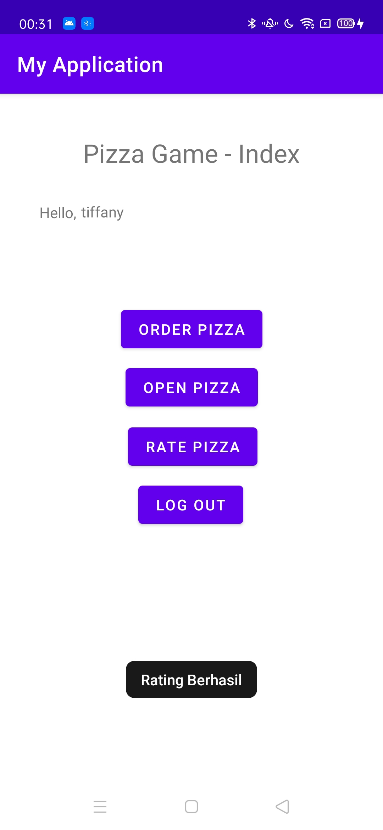 00:31
100
My Application
Pizza Game - Index
Hello, tiffany
ORDER PIZZA
OPEN PIZZA
RATE PIZZA
LOG OUT
Rating Berhasil